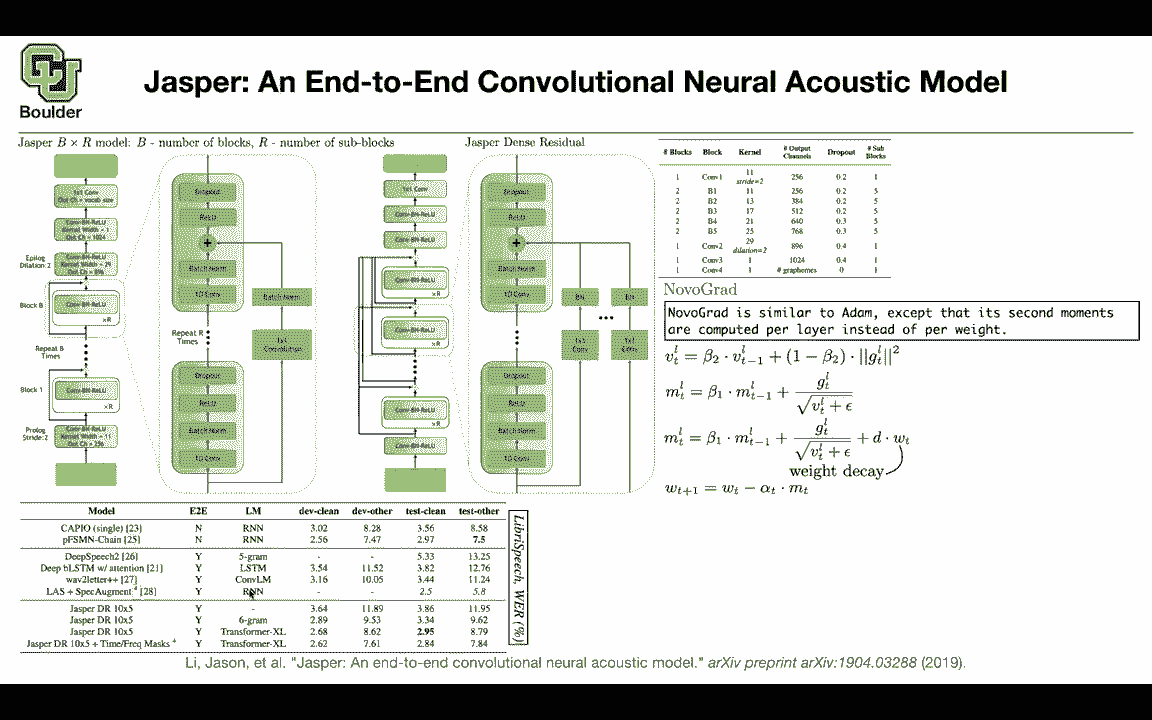 Boulder
Jasper: An End-to-End Convolutional Neural Acoustic Model
Jasper B × R model: B - number of blocks, R - number of sub-blocks
Jasper Dense Residual
1x1 Conv
Out Ch = vocab size
Conv-BN-ReLU
Kernel Width = 1
Out Ch = 1024
Epilog
Dilation: 2
Conv-BN-ReLU
Kernel Width = 29
Out Ch = 896
Block B
Conv-BN-ReLU
×R
Repeat B
Times
Block 1
Conv-BN-ReLU
×R
Prolog
Stride: 2
Conv-BN-ReLU
Kernel Width = 11
Out Ch = 256
Dropout
ReLU
+
Batch Norm
1D Conv
Batch Norm
Repeat R
Times
1x1
Convolution
Dropout
ReLU
Batch Norm
1D Conv
1x1 Conv
Conv-BN-ReLU
Conv-BN-ReLU
Conv-BN-ReLU
×R
Conv-BN-ReLU
×R
Conv-BN-ReLU
×R
Conv-BN-ReLU
Dropout
ReLU
+
Batch Norm
1D Conv
BN
BN
1x1
Conv
1x1
Conv
Dropout
ReLU
Batch Norm
1D Conv
# Blocks Block Kernel # Output Channels Dropout # Sub Blocks
1 Conv1 11 stride=2 256 0.2 1
2 B1 11 256 0.2 5
2 B2 13 384 0.2 5
2 B3 17 512 0.2 5
2 B4 21 640 0.3 5
2 B5 25 768 0.3 5
1 Conv2 29 dilation=2 896 0.4 1
1 Conv3 1 1024 0.4 1
1 Conv4 1 # graphemes 0 1
NovoGrad
NovoGrad is similar to Adam, except that its second moments
are computed per layer instead of per weight.
v_t^l = β_2 · v_{t−1}^l + (1 − β_2) · ||g_t^l||^2
m_t^l = β_1 · m_{t−1}^l + g_t^l / √(v_t^l + ϵ)
m_t^l = β_1 · m_{t−1}^l + g_t^l / √(v_t^l + ϵ) + d · w_t
weight decay
w_{t+1} = w_t − α_t · m_t
Model E2E LM dev-clean dev-other test-clean test-other
CAPIO (single) [23] N RNN 3.02 8.28 3.56 8.58
pFSMN-Chain [25] N RNN 2.56 7.47 2.97 7.5
DeepSpeech2 [26] Y 5-gram - - 5.33 13.25
Deep bLSTM w/ attention [21] Y LSTM 3.54 11.52 3.82 12.76
wav2letter++ [27] Y ConvLM 3.16 10.05 3.44 11.24
LAS + SpecAugment 4 [28] Y RNN - - 2.5 5.8
Jasper DR 10x5 Y - 3.64 11.89 3.86 11.95
Jasper DR 10x5 Y 6-gram 2.89 9.53 3.34 9.62
Jasper DR 10x5 Y Transformer-XL 2.68 8.62 2.95 8.79
Jasper DR 10x5 + Time/Freq Masks 4 Y Transformer-XL 2.62 7.61 2.84 7.84
LibriSpeech, WER (%)
Li, Jason, et al. "Jasper: An end-to-end convolutional neural acoustic model." arXiv preprint arXiv:1904.03288 (2019).